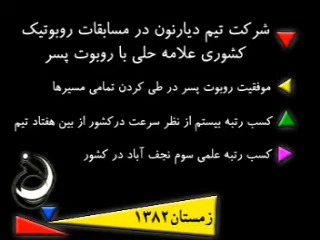 شرکت تیم دیارنون در مسابقات روبوتیک
کشوری علامه حلی با روبوت پسر
موفقیت روبوت پسر در طی کردن تمامی مسیرها
کسب رتبه بیستم از نظر سرعت درکشور از بین هفتاد تیم
کسب رتبه علمی سوم نجف آباد در کشور
زمستان۱۳۸۲